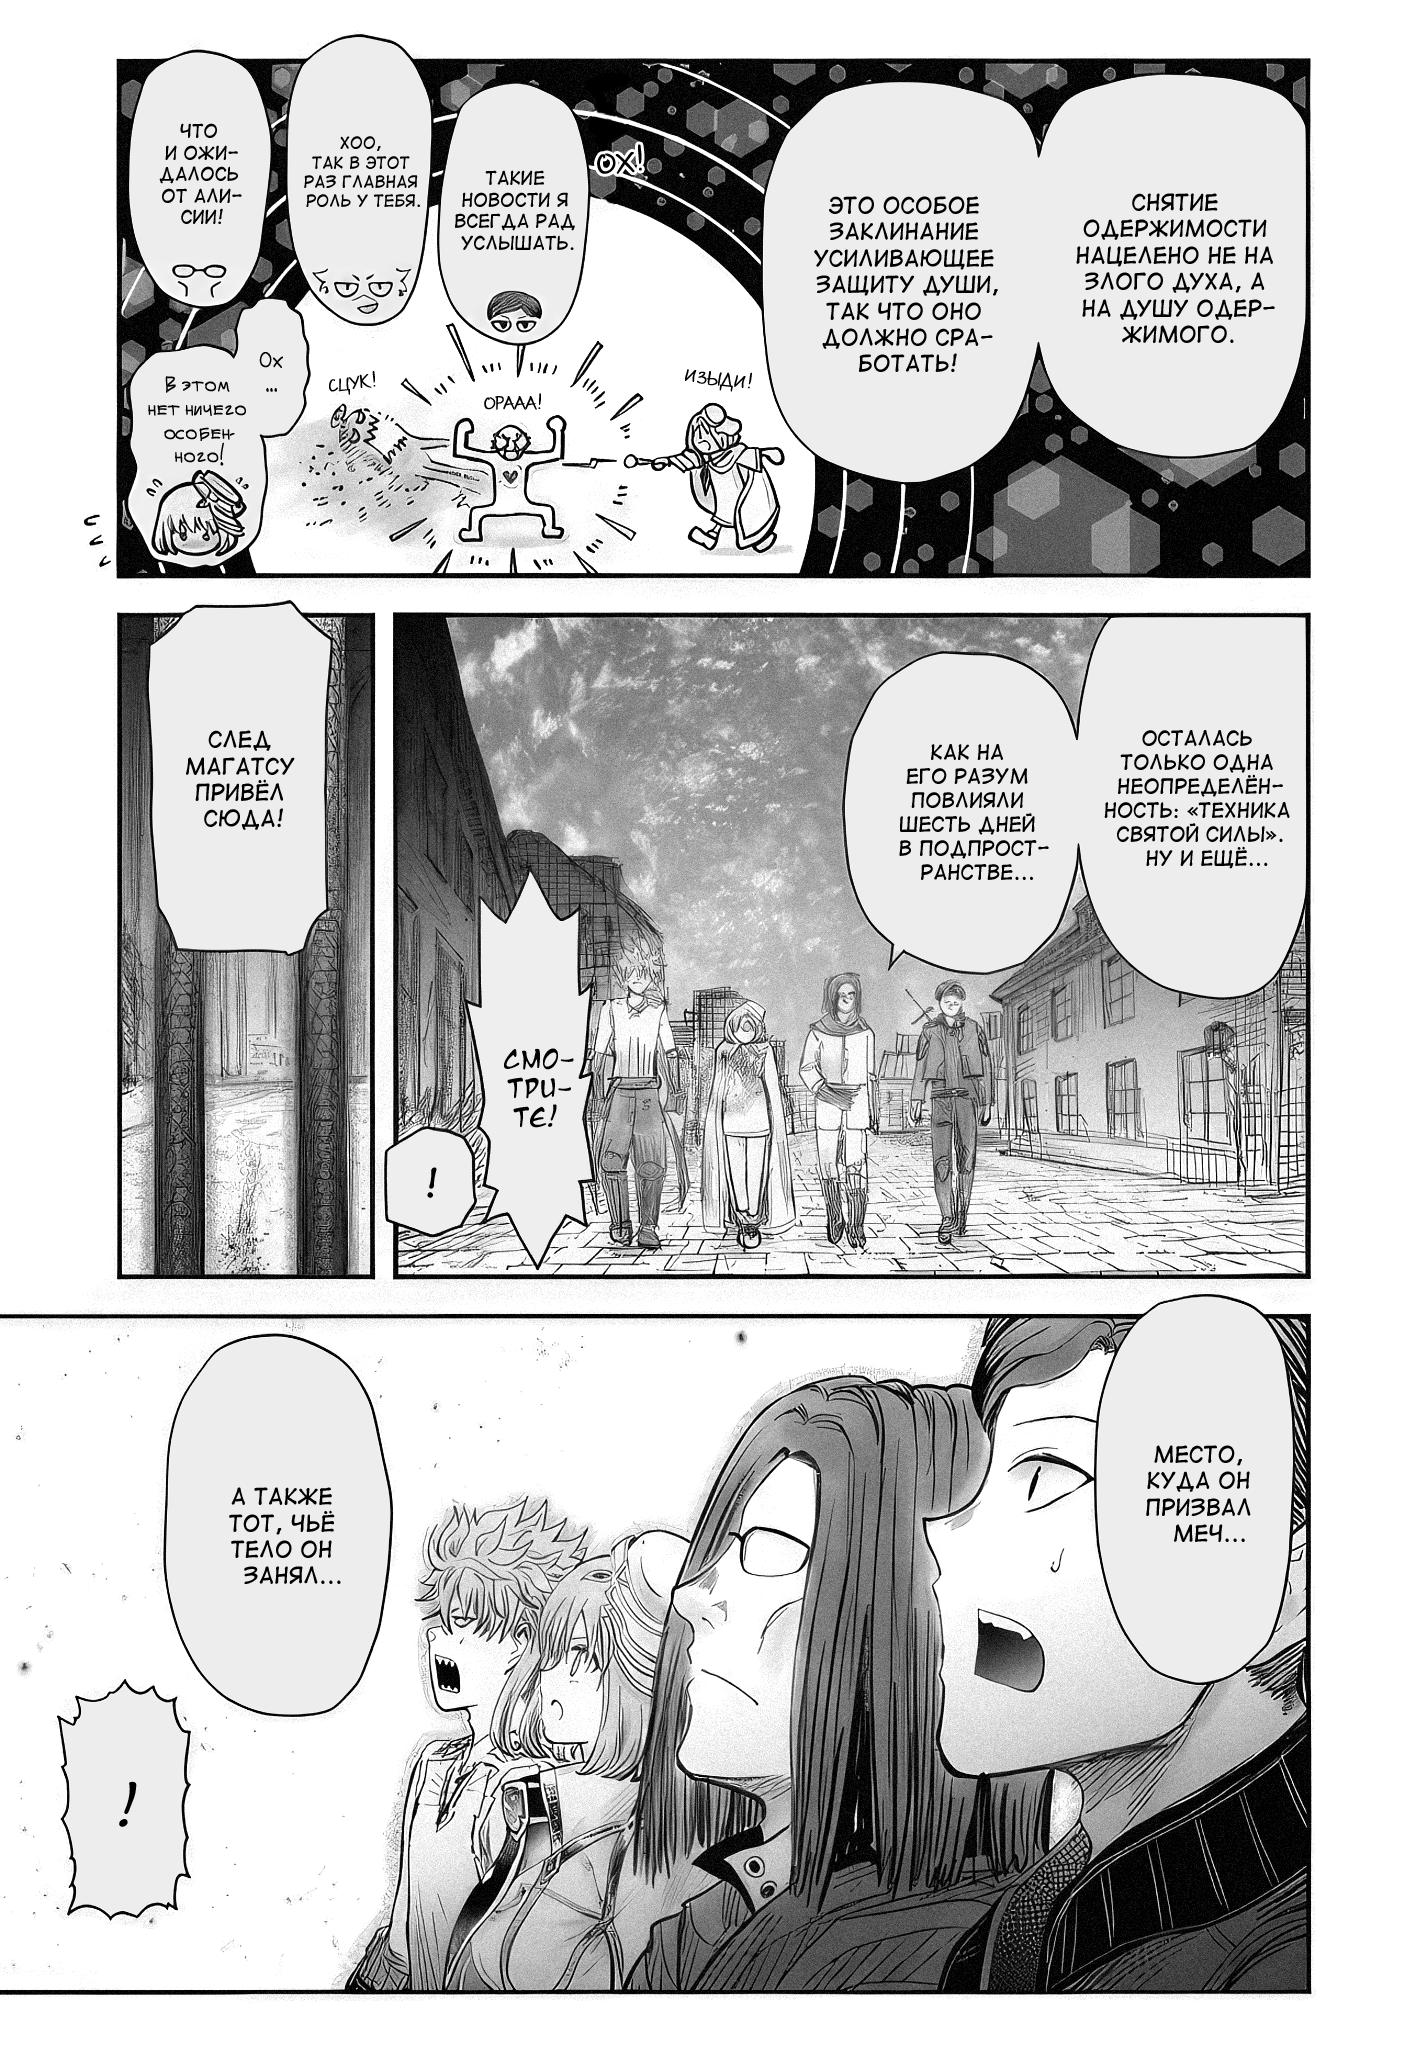 СНЯТИЕ
ОДЕРЖИМОСТИ
НАЦЕЛЕНО НЕ НА
ЗЛОГО ДУХА, А
НА ДУШУ ОДЕР-
ЖИМОГО.
ЭТО ОСОБОЕ
ЗАКЛИНАНИЕ
УСИЛИВАЮЩЕЕ
ЗАЩИТУ ДУШИ,
ТАК ЧТО ОНО
ДОЛЖНО СРА-
БОТАТЬ!
ОХ!
ТАКИЕ
НОВОСТИ Я
ВСЕГДА РАД
УСЛЫШАТЬ.
ХОО,
ТАК В ЭТОТ
РАЗ ГЛАВНАЯ
РОЛЬ У ТЕБЯ.
ЧТО
И ОЖИ-
ДАЛОСЬ
ОТ АЛИ-
СИИ!
ИЗЫДИ!
ОРААА!
СЦУК!
Ох
...
В этом
нет ничего
особен-
ного!
ОСТАЛАСЬ
ТОЛЬКО ОДНА
НЕОПРЕДЕЛЁН-
НОСТЬ: «ТЕХНИКА
СВЯТОЙ СИЛЫ».
НУ И ЕЩЁ...
КАК НА
ЕГО РАЗУМ
ПОВЛИЯЛИ
ШЕСТЬ ДНЕЙ
В ПОДПРОСТ-
РАНСТВЕ...
СМО-
ТРИ-
ТЕ!
!
СЛЕД
МАГАТСУ
ПРИВЁЛ
СЮДА!
МЕСТО,
КУДА ОН
ПРИЗВАЛ
МЕЧ...
А ТАКЖЕ
ТОТ, ЧЬЁ
ТЕЛО ОН
ЗАНЯЛ...
!